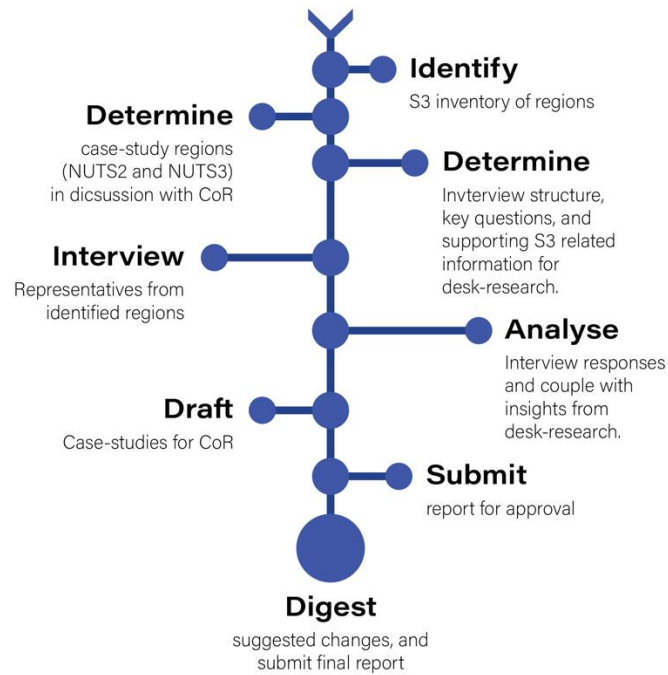 Identify
S3 inventory of regions
Determine
case-study regions
(NUTS2 and NUTS3)
in dicsussion with CoR
Determine
Invterview structure,
key questions, and
supporting S3 related
information for
desk-research.
Interview
Representatives from
identified regions
Analyse
Interview responses
and couple with
insights from
desk-research.
Draft
Case-studies for CoR
Submit
report for approval
Digest
suggested changes, and
submit final report